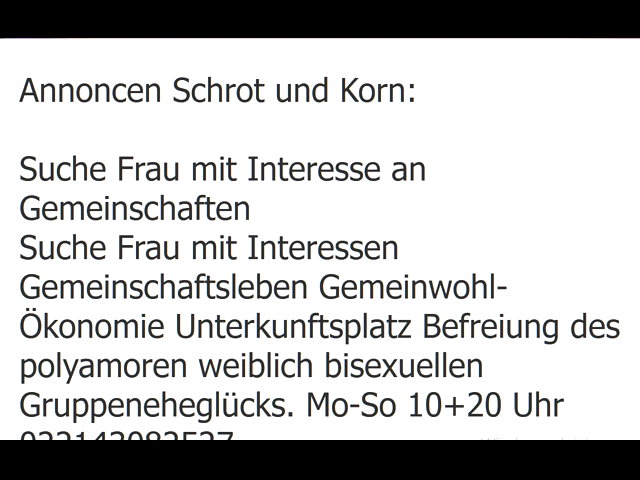 Annoncen Schrot und Korn:
Suche Frau mit Interesse an
Gemeinschaften
Suche Frau mit Interessen
Gemeinschaftsleben Gemeinwohl-
Ökonomie Unterkunftsplatz Befreiung des
polyamoren weiblich bisexuellen
Gruppeneheglücks. Mo-So 10+20 Uhr